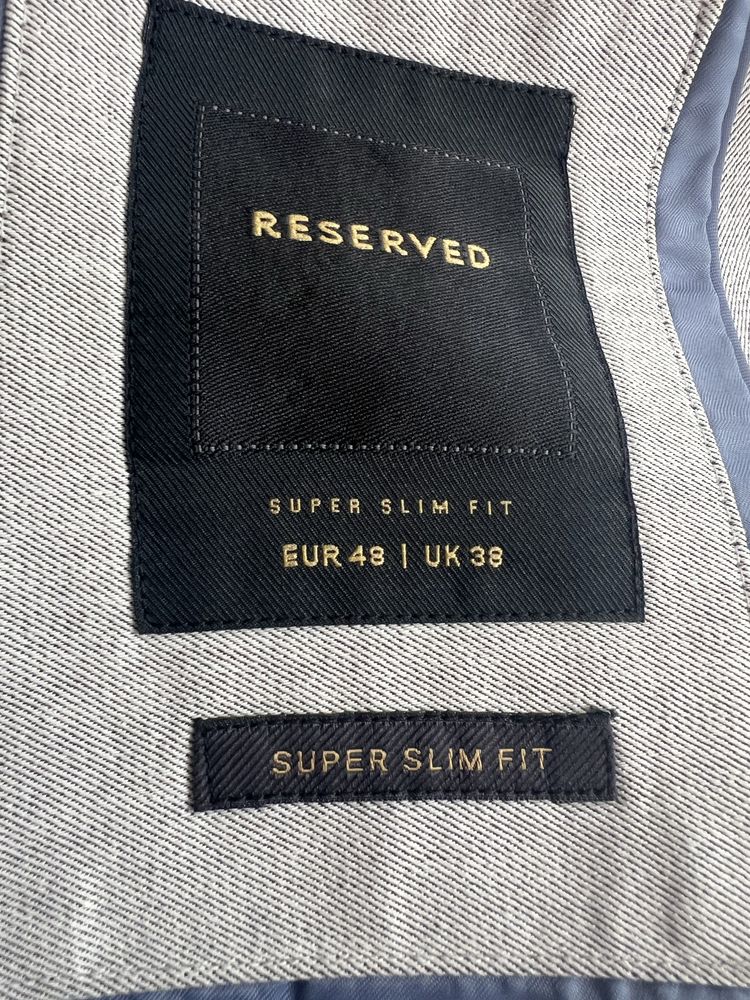 RESERVED
SUPER SLIM FIT
EUR 48 | UK 38
SUPER SLIM FIT